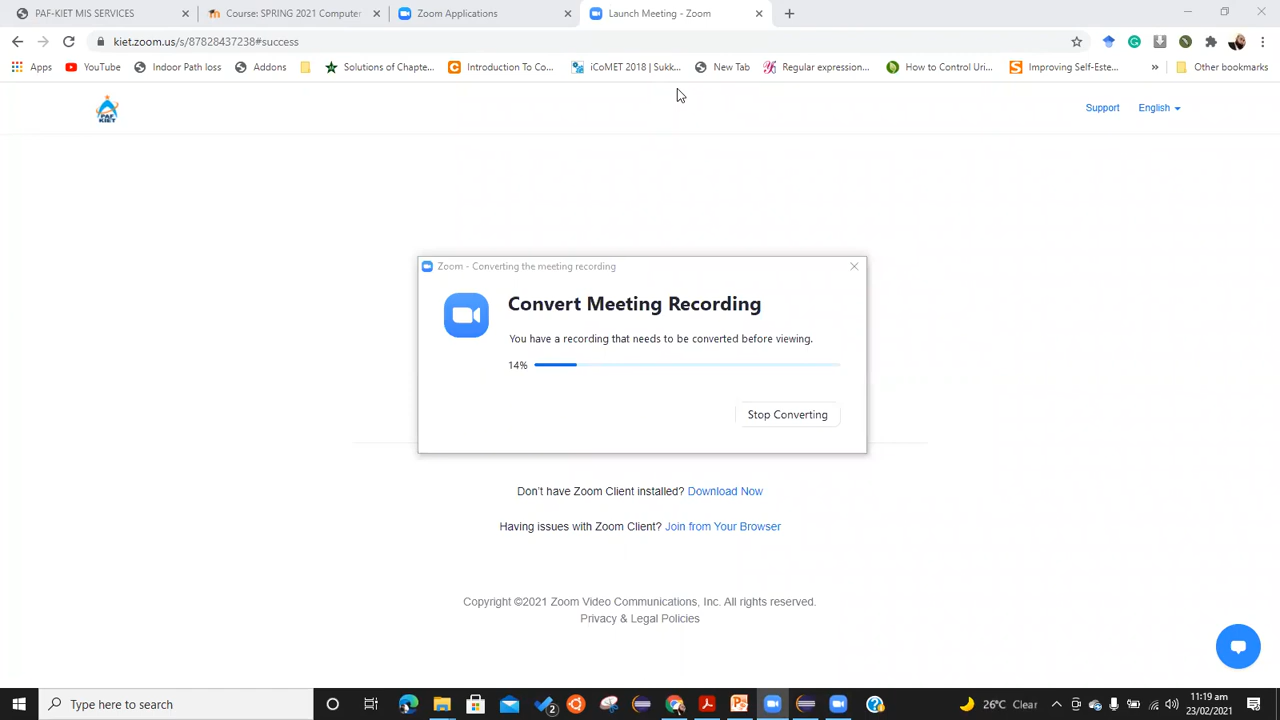 PAF-KIET MIS SERVICES
Course: SPRING 2021 Computer
Zoom Applications
Launch Meeting - Zoom
kiet.zoom.us/s/87828437238#success
Apps
YouTube
Indoor Path loss
Addons
Solutions of Chapte...
Introduction To Co...
iCoMET 2018 | Sukk...
New Tab
Regular expression...
How to Control Uri...
Improving Self-Este...
»
Other bookmarks
PAF
KIET
Support
English
Zoom - Converting the meeting recording
Convert Meeting Recording
You have a recording that needs to be converted before viewing.
14%
Stop Converting
Don't have Zoom Client installed? Download Now
Having issues with Zoom Client? Join from Your Browser
Copyright ©2021 Zoom Video Communications, Inc. All rights reserved.
Privacy & Legal Policies
Type here to search
2
26°C Clear
11:19 am
23/02/2021